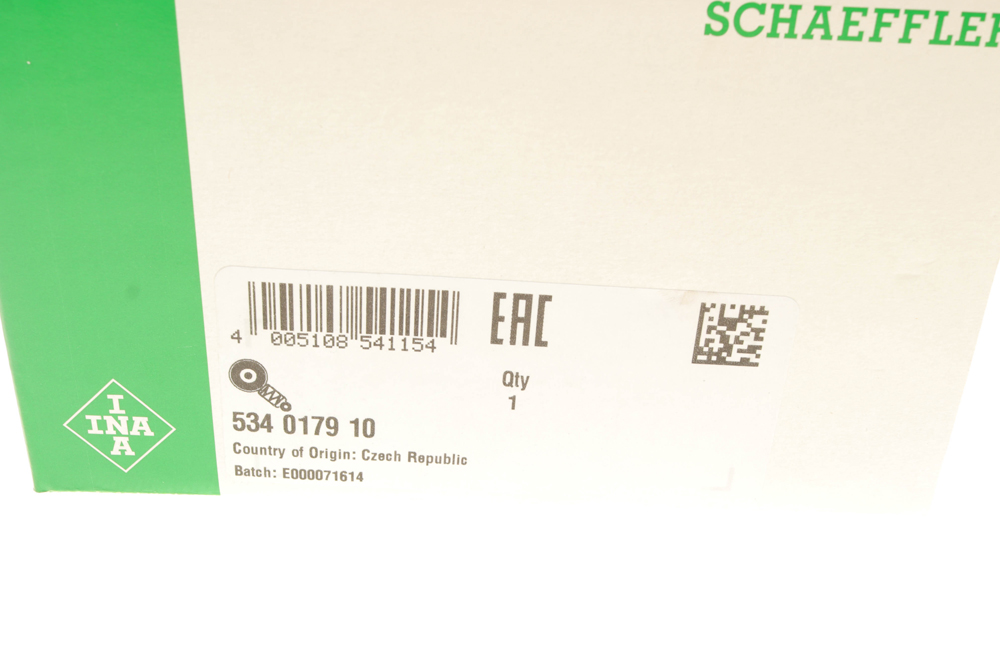 SCHAEFFLER
4 005108 541154
EAC
Qty
1
534 0179 10
Country of Origin: Czech Republic
Batch: E000071614
I
INA
A